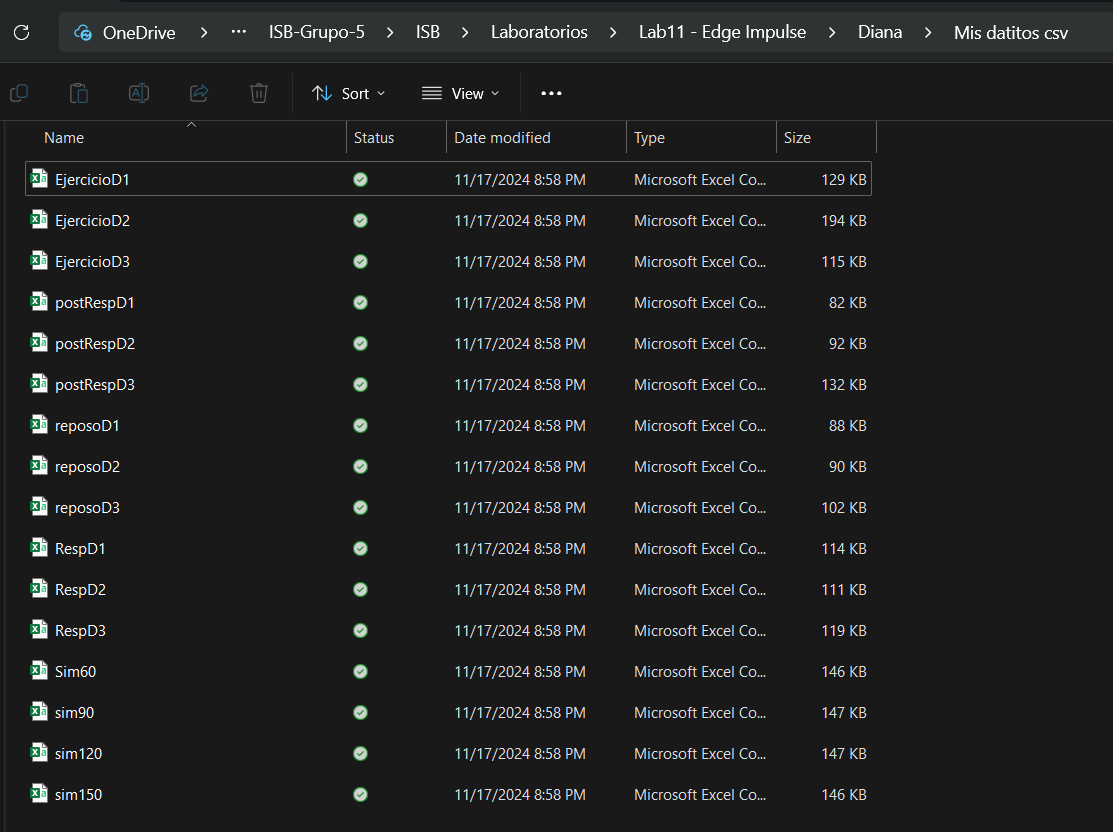 OneDrive > ... ISB-Grupo-5 > ISB > Laboratorios > Lab11 - Edge Impulse > Diana > Mis datitos csv
Sort View ...
Name Status Date modified Type Size
EjercicioD1 11/17/2024 8:58 PM Microsoft Excel Co... 129 KB
EjercicioD2 11/17/2024 8:58 PM Microsoft Excel Co... 194 KB
EjercicioD3 11/17/2024 8:58 PM Microsoft Excel Co... 115 KB
postRespD1 11/17/2024 8:58 PM Microsoft Excel Co... 82 KB
postRespD2 11/17/2024 8:58 PM Microsoft Excel Co... 92 KB
postRespD3 11/17/2024 8:58 PM Microsoft Excel Co... 132 KB
reposoD1 11/17/2024 8:58 PM Microsoft Excel Co... 88 KB
reposoD2 11/17/2024 8:58 PM Microsoft Excel Co... 90 KB
reposoD3 11/17/2024 8:58 PM Microsoft Excel Co... 102 KB
RespD1 11/17/2024 8:58 PM Microsoft Excel Co... 114 KB
RespD2 11/17/2024 8:58 PM Microsoft Excel Co... 111 KB
RespD3 11/17/2024 8:58 PM Microsoft Excel Co... 119 KB
Sim60 11/17/2024 8:58 PM Microsoft Excel Co... 146 KB
sim90 11/17/2024 8:58 PM Microsoft Excel Co... 147 KB
sim120 11/17/2024 8:58 PM Microsoft Excel Co... 147 KB
sim150 11/17/2024 8:58 PM Microsoft Excel Co... 146 KB